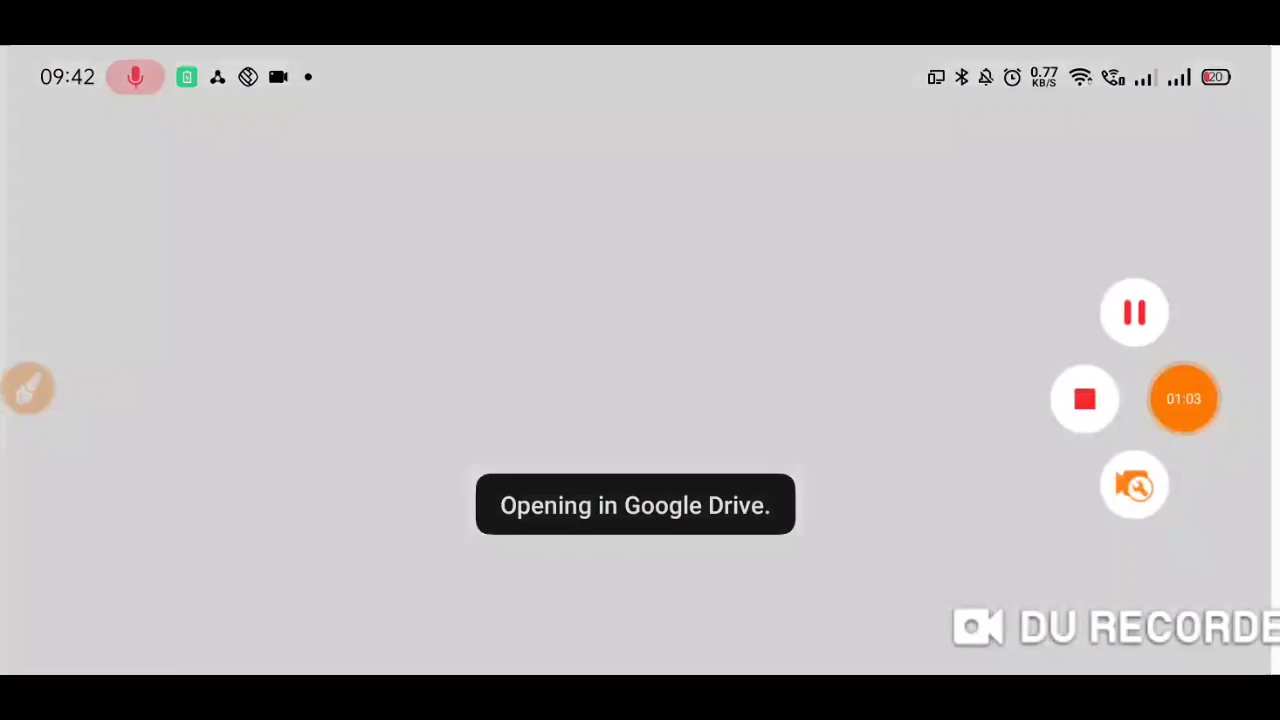 09:42
0.77
KB/S
20
01:03
Opening in Google Drive.
DU RECORDE